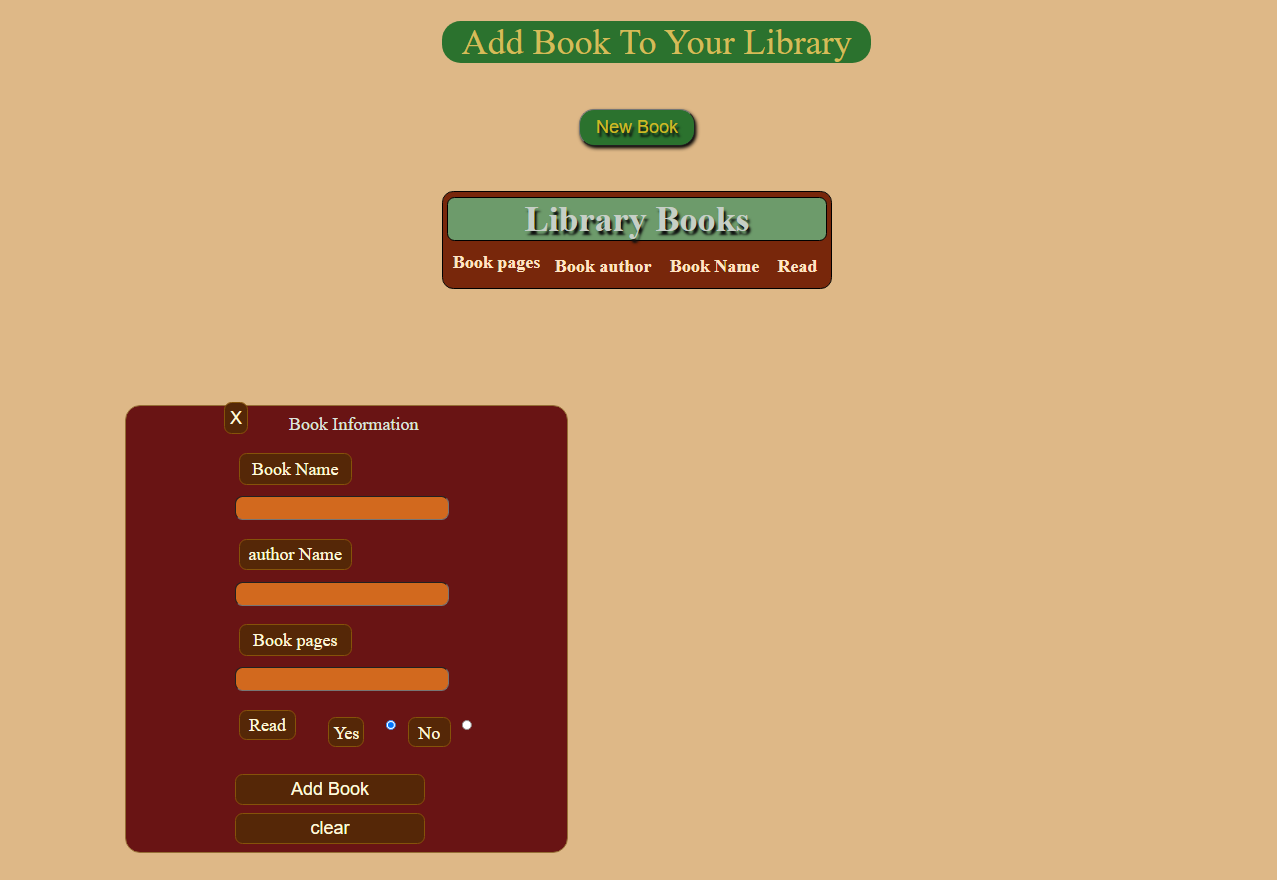 Add Book To Your Library
New Book
Library Books
Book pages Book author Book Name Read
X Book Information
Book Name
author Name
Book pages
Read Yes No
Add Book
clear